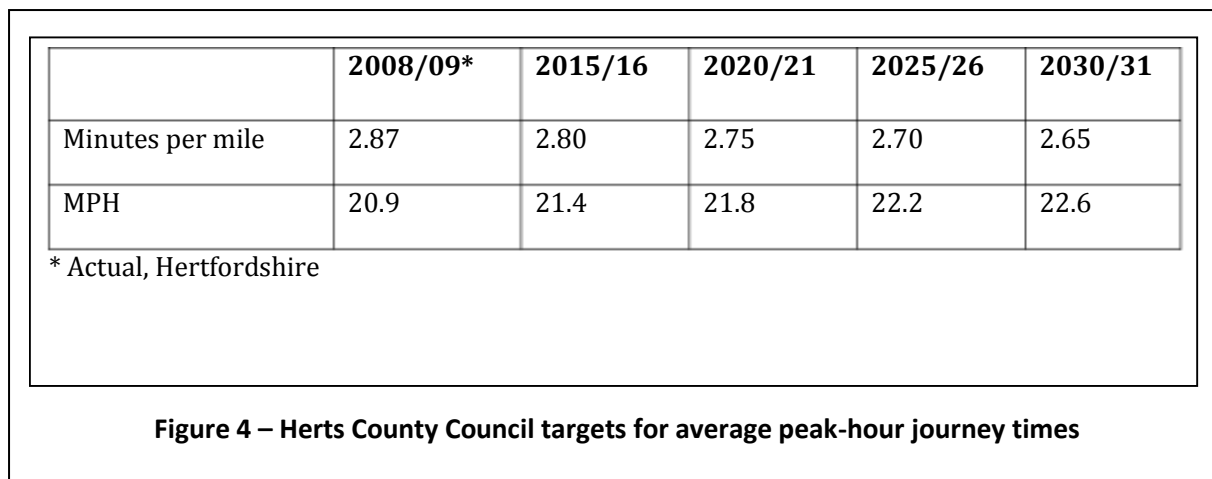 2008/09* 2015/16 2020/21 2025/26 2030/31
Minutes per mile 2.87 2.80 2.75 2.70 2.65
MPH 20.9 21.4 21.8 22.2 22.6
* Actual, Hertfordshire
Figure 4 – Herts County Council targets for average peak-hour journey times